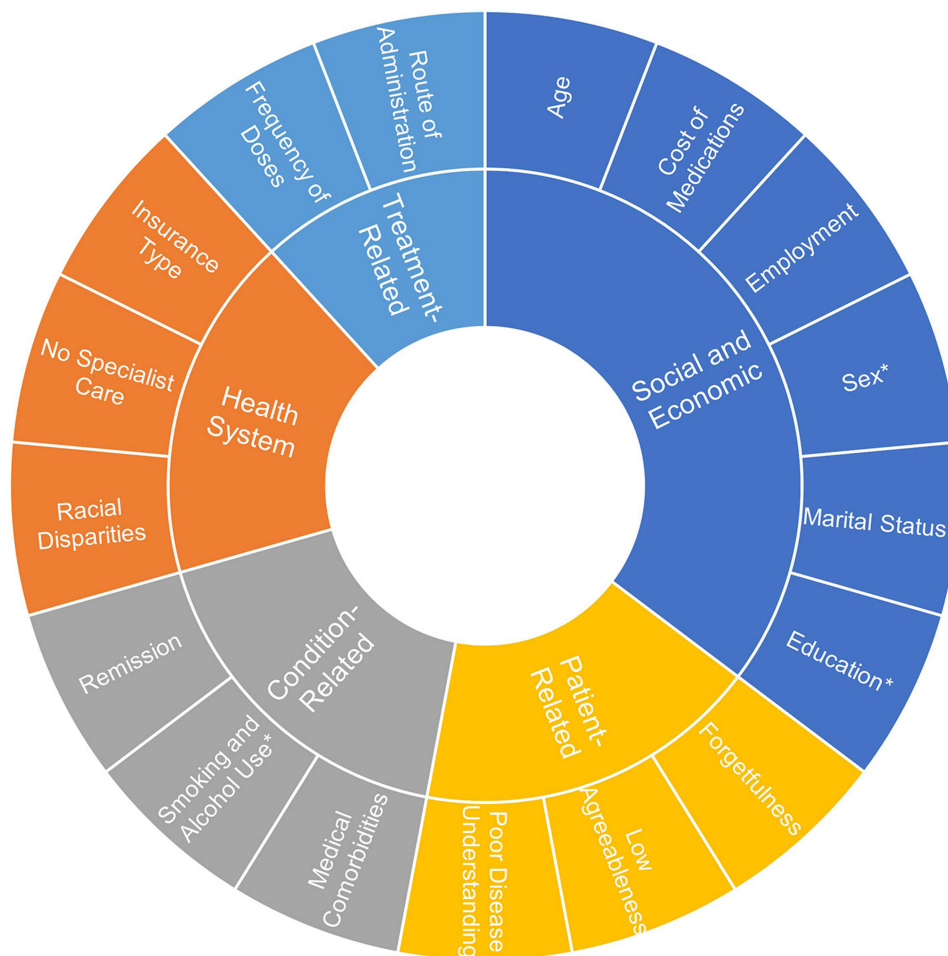 Age
Cost of
Medications
Employment
Sex*
Marital Status
Education*
Social and
Economic
Forgetfulness
Low
Agreeableness
Poor Disease
Understanding
Patient-
Related
Medical
Comorbidities
Smoking and
Alcohol Use*
Remission
Condition-
Related
Racial
Disparities
No Specialist
Care
Insurance
Type
Health
System
Frequency of
Doses
Route of
Administration
Treatment-
Related